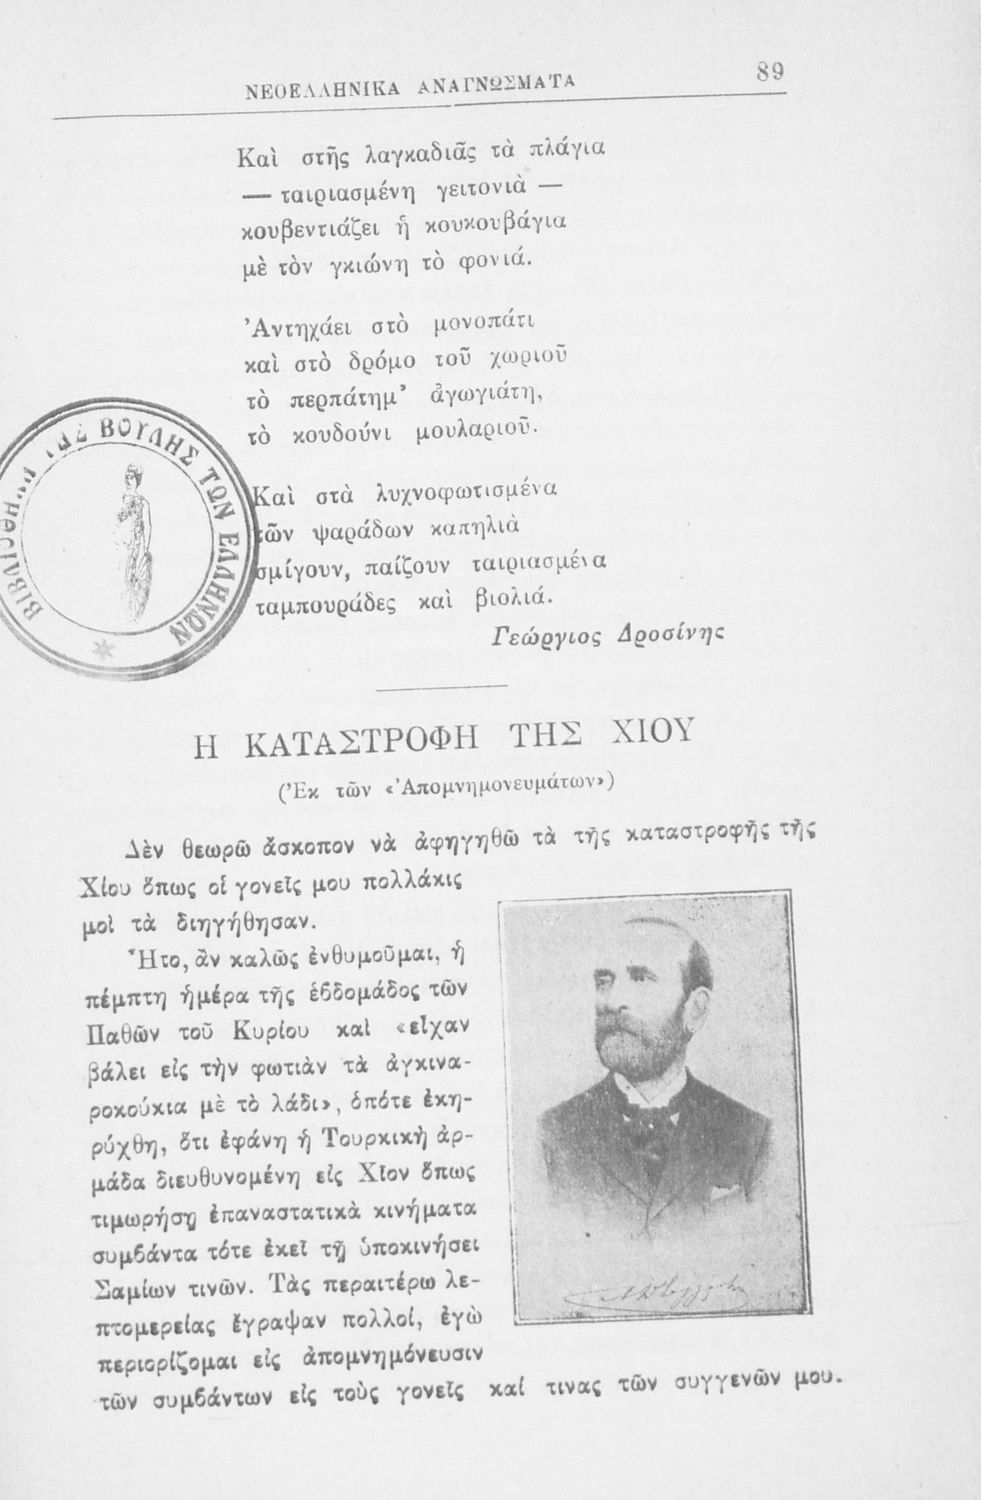 ΝΕΟΕΛΛΗΝΙΚΑ ΑΝΑΓΝΩΣΜΑΤΑ 89
Καὶ στῆς λαγκαδιᾶς τὰ πλάγια
— ταιριασμένη γειτονιὰ —
κουβεντιάζει ἡ κουκουβάγια
μὲ τὸν γκιώνη τὸ φονιά.
Ἀντηχάει στὸ μονοπάτι
καὶ στὸ δρόμο τοῦ χωριοῦ
τὸ περπάτημ’ ἀγωγιάτη,
τὸ κουδούνι μουλαριοῦ.
Καὶ στὰ λυχνοφωτισμένα
τῶν ψαράδων καπηλιὰ
σμίγουν, παίζουν ταιριασμένα
ταμπουράδες καὶ βιολιά.
Γεώργιος Δροσίνης
ΤΗΣ ΒΟΥΛΗΣ ΤΩΝ ΕΛΛΗΝΩΝ
Η ΚΑΤΑΣΤΡΟΦΗ ΤΗΣ ΧΙΟΥ
(Ἐκ τῶν «Ἀπομνημονευμάτων»)
Δὲν θεωρῶ ἄσκοπον νὰ ἀφηγηθῶ τὰ τῆς καταστροφῆς τῆς
Χίου ὅπως οἱ γονεῖς μου πολλάκις
μοὶ τὰ διηγήθησαν.
Ἦτο, ἂν καλῶς ἐνθυμοῦμαι, ἡ
πέμπτη ἡμέρα τῆς ἑβδομάδος τῶν
Παθῶν τοῦ Κυρίου καὶ «εἶχαν
βάλει εἰς τὴν φωτιὰν τὰ ἀγκινα-
ροκούκια μὲ τὸ λάδι», ὁπότε ἐκη-
ρύχθη, ὅτι ἐφάνη ἡ Τουρκικὴ ἀρ-
μάδα διευθυνομένη εἰς Χῖον ὅπως
τιμωρήσῃ ἐπαναστατικὰ κινήματα
συμβάντα τότε ἐκεῖ τῇ ὑποκινήσει
Σαμίων τινῶν. Τὰς περαιτέρω λε-
πτομερείας ἔγραψαν πολλοί, ἐγὼ
περιορίζομαι εἰς ἀπομνημόνευσιν
τῶν συμβάντων εἰς τοὺς γονεῖς καί τινας τῶν συγγενῶν μου.